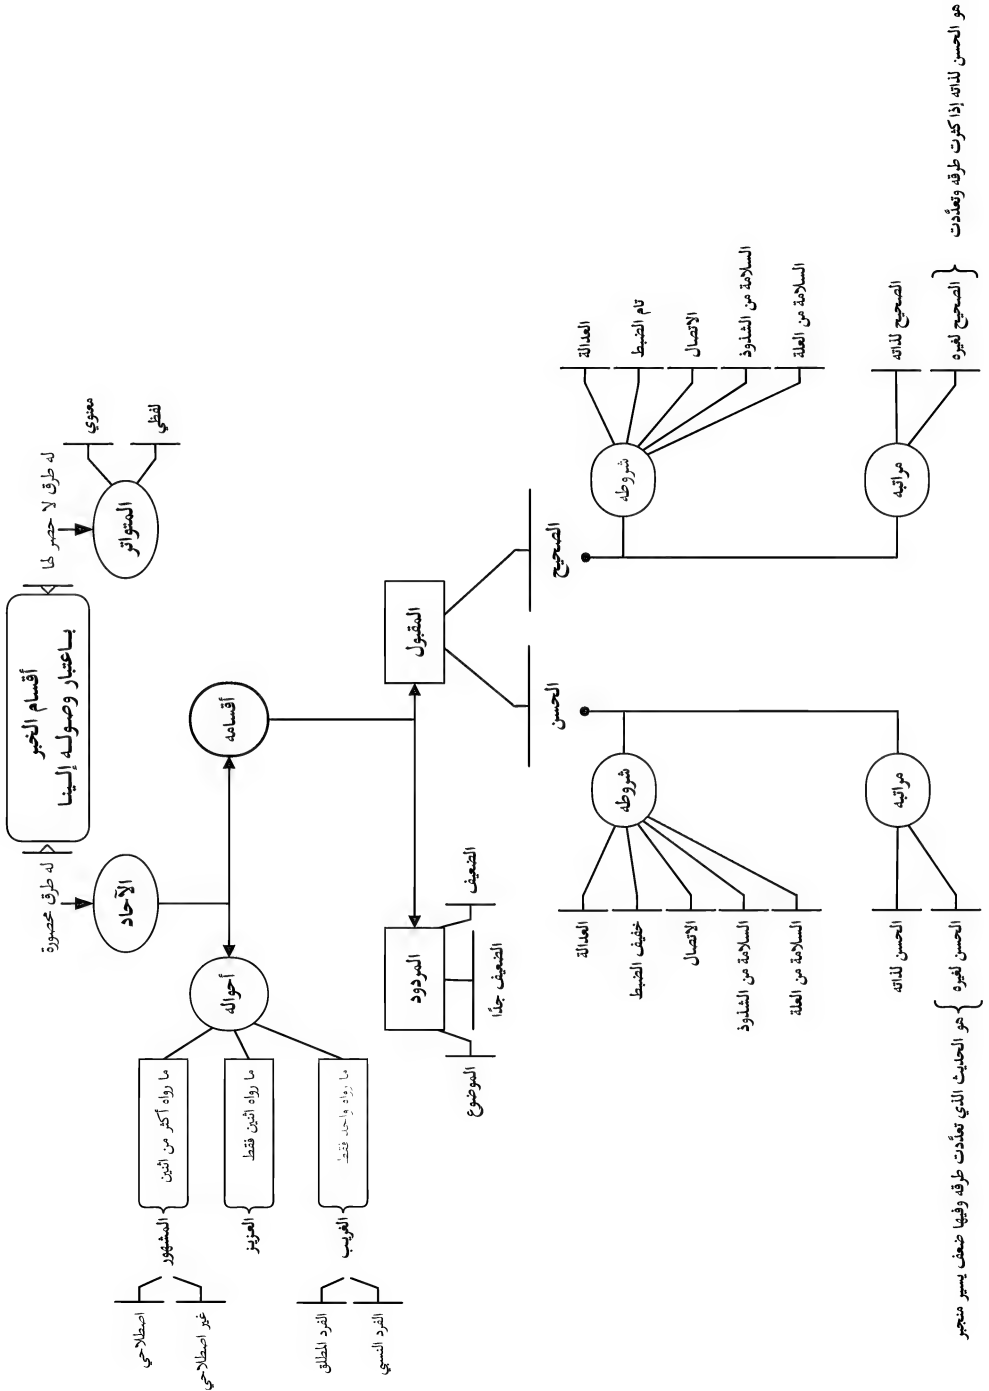 أقسام الخبر
باعتبار وصوله إلينا
له طرق لا حصر لها
المتواتر
معنوي
لفظي
له طرق محصورة
الآحاد
أقسامه
أحواله
ما رواه أكثر من اثنين
المشهور
اصطلاحي
غير اصطلاحي
ما رواه اثنين فقط
العزيز
ما رواه واحد فقط
الغريب
الفرد المطلق
الفرد النسبي
المقبول
المردود
الضعيف
الضعيف جدًا
الموضوع
الصحيح
شروطه
العدالة
تام الضبط
الاتصال
السلامة من الشذوذ
السلامة من العلة
مراتبه
الصحيح لذاته
الصحيح لغيره
هو الحسن لذاته إذا كثرت طرقه وتعدَّدت
الحسن
شروطه
العدالة
خفيف الضبط
الاتصال
السلامة من الشذوذ
السلامة من العلة
مراتبه
الحسن لذاته
الحسن لغيره
هو الحديث الذي تعدَّدت طرقه وفيها ضعف يسير منجبر